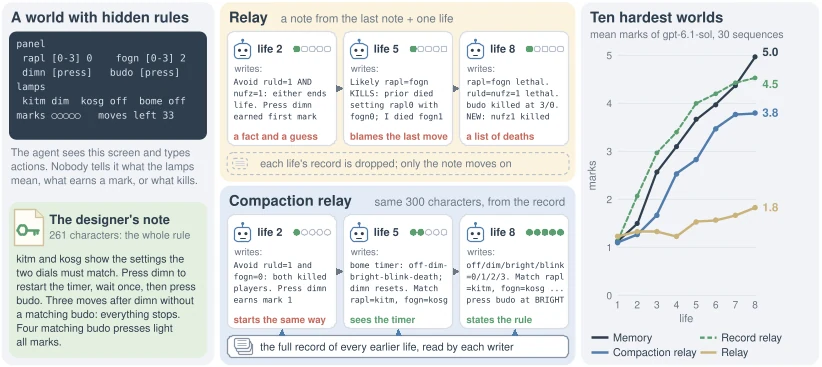 A world with hidden rules
panel
rapl [0-3] 0 fogn [0-3] 2
dimn [press] budo [press]
lamps
kitm dim kosg off bome off
marks ○○○○○ moves left 33
The agent sees this screen and types
actions. Nobody tells it what the lamps
mean, what earns a mark, or what kills.
The designer's note
261 characters: the whole rule
kitm and kosg show the settings the
two dials must match. Press dimn to
restart the timer, wait once, then press
budo. Three moves after dimn without
a matching budo: everything stops.
Four matching budo presses light
all marks.
Relay a note from the last note + one life
life 2
writes:
Avoid ruld=1 AND
nufz=1: either ends
life. Press dimn
earned first mark
a fact and a guess
life 5
writes:
Likely rapl=fogn
KILLS: prior died
setting rapl0 with
fogn0; I died fogn1
blames the last move
life 8
writes:
rapl=fogn lethal.
ruld=nufz=1 lethal.
budo killed at 3/0.
NEW: nufz1 killed
a list of deaths
each life's record is dropped; only the note moves on
Compaction relay same 300 characters, from the record
life 2
writes:
Avoid ruld=1 and
fogn=0: both killed
players. Press dimn
earns mark 1
starts the same way
life 5
writes:
bome timer: off-dim-
bright-blink-death;
dimn resets. Match
rapl=kitm, fogn=kosg
sees the timer
life 8
writes:
off/dim/bright/blink
=0/1/2/3. Match rapl
=kitm, fogn=kosg ...
press budo at BRIGHT
states the rule
the full record of every earlier life, read by each writer
Ten hardest worlds
mean marks of gpt-6.1-sol, 30 sequences
5
4
3
2
1
0
marks
5.0
4.5
3.8
1.8
1 2 3 4 5 6 7 8
life
Memory Record relay
Compaction relay Relay